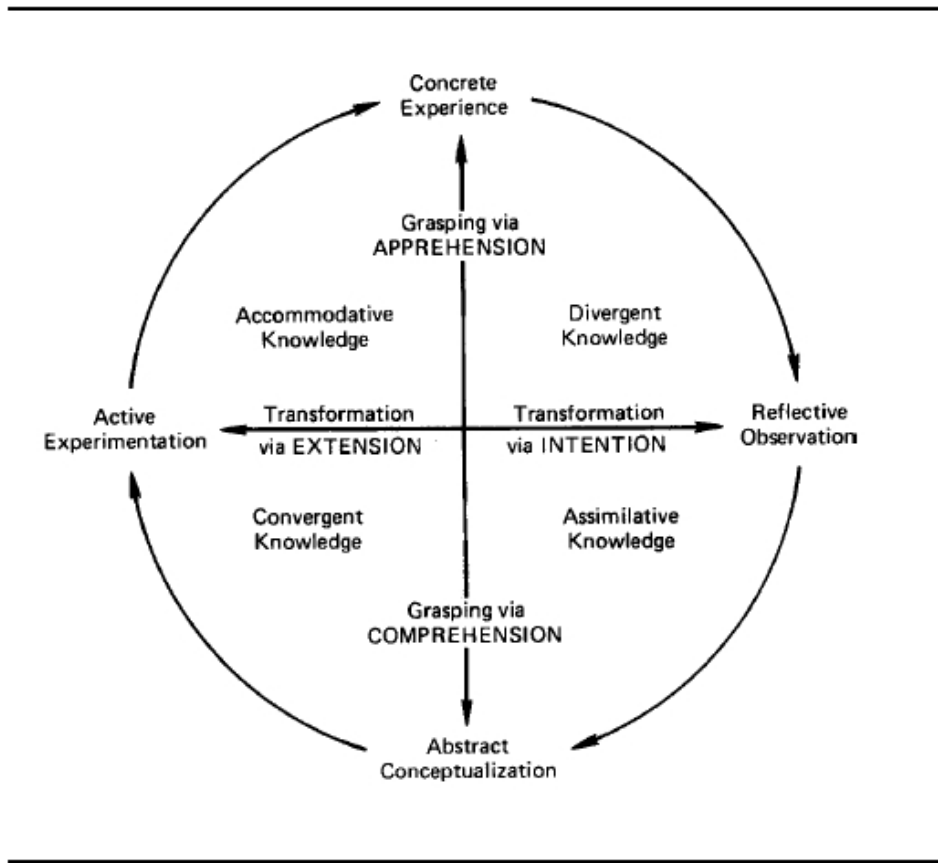 Concrete
Experience
Grasping via
APPREHENSION
Accommodative
Knowledge
Divergent
Knowledge
Active
Experimentation
Transformation
via EXTENSION
Transformation
via INTENTION
Reflective
Observation
Convergent
Knowledge
Assimilative
Knowledge
Grasping via
COMPREHENSION
Abstract
Conceptualization